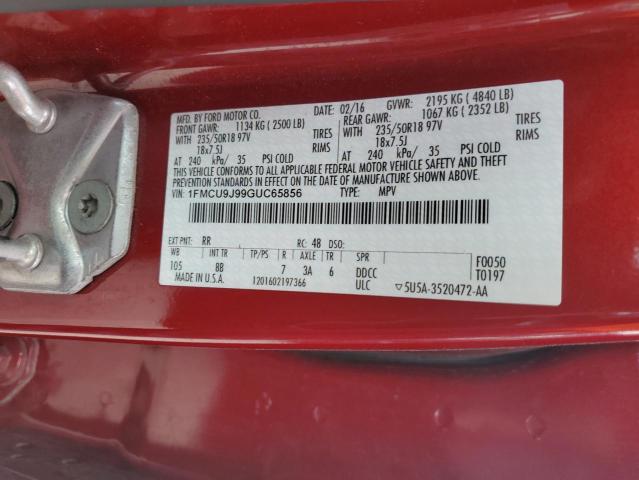 MFD. BY FORD MOTOR CO. 02/16 GVWR: 2195 KG ( 4840 LB)
FRONT GAWR: 1134 KG ( 2500 LB) REAR GAWR: 1067 KG ( 2352 LB)
WITH 235/50R18 97V TIRES WITH 235/50R18 97V TIRES
18x7.5J RIMS 18x7.5J RIMS
AT 240 kPa/ 35 PSI COLD AT 240 kPa/ 35 PSI COLD
THIS VEHICLE CONFORMS TO ALL APPLICABLE FEDERAL MOTOR VEHICLE SAFETY AND THEFT
PREVENTION STANDARDS IN EFFECT ON THE DATE OF MANUFACTURE SHOWN ABOVE.
VIN: 1FMCU9J99GUC65856 TYPE: MPV
EXT PNT: RR RC: 48 DSO: F0050
WB INT TR TP/PS R AXLE TR SPR T0197
105 8B 7 3A 6 DDCC
MADE IN U.S.A. 1201602197366 ULC ▽5U5A-3520472-AA